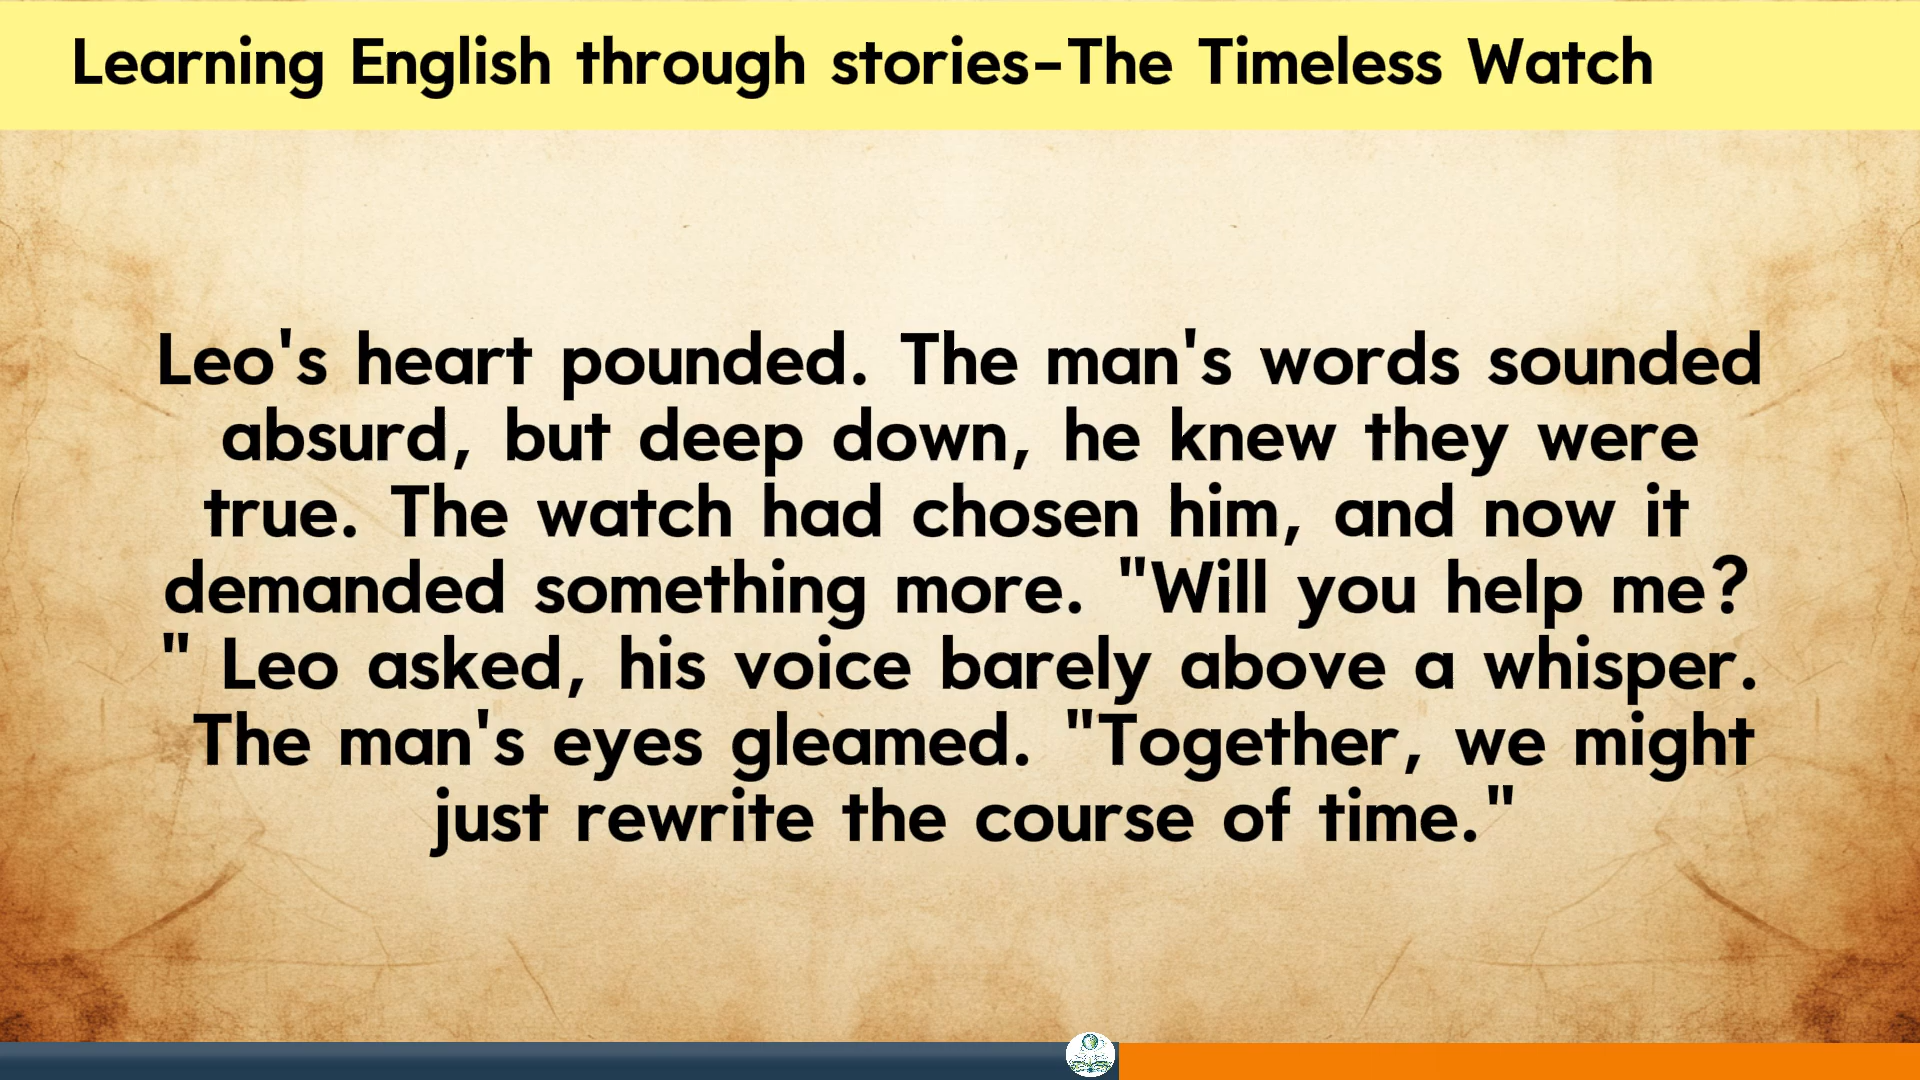 Learning English through stories-The Timeless Watch
Leo's heart pounded. The man's words sounded
absurd, but deep down, he knew they were
true. The watch had chosen him, and now it
demanded something more. "Will you help me?
" Leo asked, his voice barely above a whisper.
The man's eyes gleamed. "Together, we might
just rewrite the course of time."